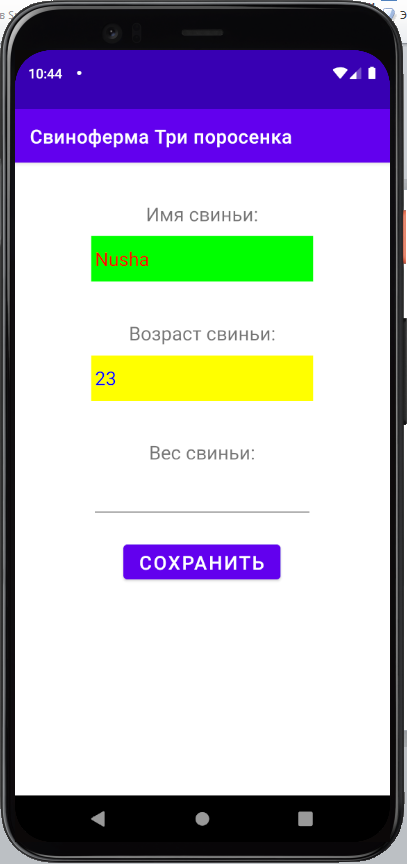 10:44
Свиноферма Три поросенка
Имя свиньи:
Nusha
Возраст свиньи:
23
Вес свиньи:
СОХРАНИТЬ